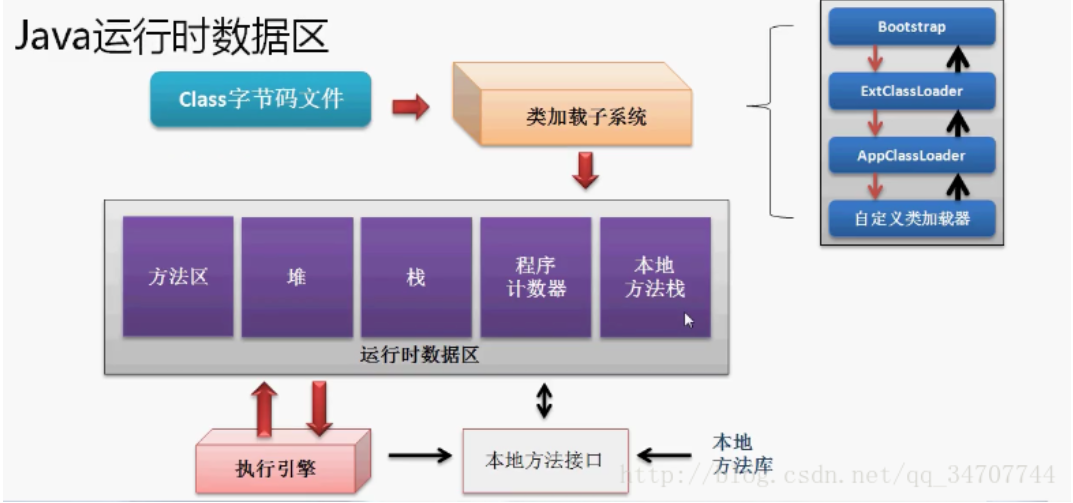 Java运行时数据区
Class字节码文件
类加载子系统
Bootstrap
ExtClassLoader
AppClassLoader
自定义类加载器
方法区
堆
栈
程序
计数器
本地
方法栈
运行时数据区
执行引擎
本地方法接口
本地
方法库
http://blog.csdn.net/qq_34707744